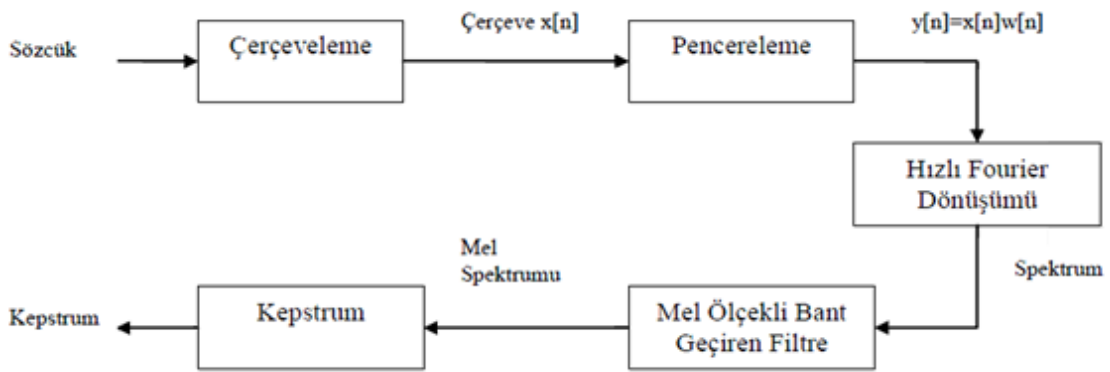 Sözcük
Çerçeveleme
Çerçeve x[n]
Pencereleme
y[n]=x[n]w[n]
Hızlı Fourier
Dönüşümü
Spektrum
Mel Ölçekli Bant
Geçiren Filtre
Mel
Spektrumu
Kepstrum
Kepstrum